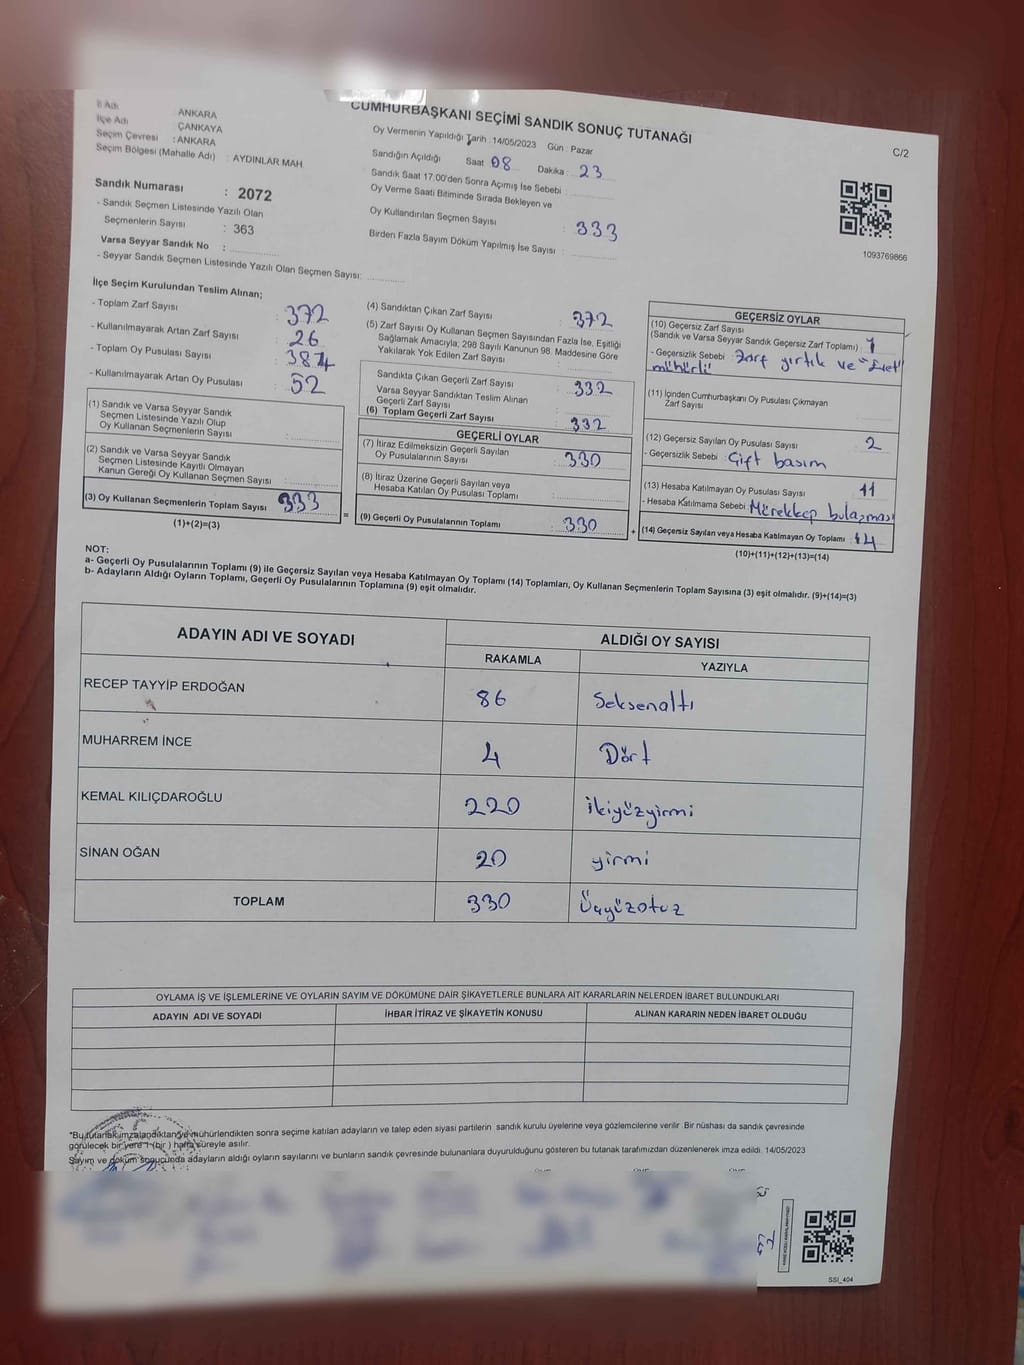 CUMHURBAŞKANI SEÇİMİ SANDIK SONUÇ TUTANAĞI
C/2
İl Adı : ANKARA
İlçe Adı : ÇANKAYA
Seçim Çevresi : ANKARA
Seçim Bölgesi (Mahalle Adı) : AYDINLAR MAH.
Oy Vermenin Yapıldığı Tarih : 14/05/2023 Gün : Pazar
Sandığın Açıldığı Saat 08 Dakika : 23
Sandık Saat 17:00'den Sonra Açımış İse Sebebi :
Oy Verme Saati Bitiminde Sırada Bekleyen ve
Oy Kullandırılan Seçmen Sayısı : 333
Birden Fazla Sayım Döküm Yapılmış İse Sayısı :
1093769866
Sandık Numarası : 2072
- Sandık Seçmen Listesinde Yazılı Olan
Seçmenlerin Sayısı : 363
Varsa Seyyar Sandık No :
- Seyyar Sandık Seçmen Listesinde Yazılı Olan Seçmen Sayısı:
İlçe Seçim Kurulundan Teslim Alınan;
- Toplam Zarf Sayısı : 372
- Kullanılmayarak Artan Zarf Sayısı : 26
- Toplam Oy Pusulası Sayısı : 387
- Kullanılmayarak Artan Oy Pusulası : 52
(1) Sandık ve Varsa Seyyar Sandık
Seçmen Listesinde Yazılı Olup
Oy Kullanan Seçmenlerin Sayısı :
(2) Sandık ve Varsa Seyyar Sandık
Seçmen Listesinde Kayıtlı Olmayan
Kanun Gereği Oy Kullanan Seçmen Sayısı :
(3) Oy Kullanan Seçmenlerin Toplam Sayısı 333
(1)+(2)=(3)
(4) Sandıktan Çıkan Zarf Sayısı : 372
(5) Zarf Sayısı Oy Kullanan Seçmen Sayısından Fazla İse, Eşitliği
Sağlamak Amacıyla; 298 Sayılı Kanunun 98. Maddesine Göre
Yakılarak Yok Edilen Zarf Sayısı :
Sandıkta Çıkan Geçerli Zarf Sayısı : 332
Varsa Seyyar Sandıktan Teslim Alınan
Geçerli Zarf Sayısı :
(6) Toplam Geçerli Zarf Sayısı : 332
GEÇERLİ OYLAR
(7) İtiraz Edilmeksizin Geçerli Sayılan
Oy Pusulalarının Sayısı : 330
(8) İtiraz Üzerine Geçerli Sayılan veya
Hesaba Katılan Oy Pusulası Toplamı :
=
(9) Geçerli Oy Pusulalarının Toplamı : 330
+
GEÇERSİZ OYLAR
(10) Geçersiz Zarf Sayısı
(Sandık ve Varsa Seyyar Sandık Geçersiz Zarf Toplamı) : 1
- Geçersizlik Sebebi : Zarf yırtık ve "Evet"
mühürlü
(11) İçinden Cumhurbaşkanı Oy Pusulası Çıkmayan
Zarf Sayısı :
(12) Geçersiz Sayılan Oy Pusulası Sayısı : 2
- Geçersizlik Sebebi : Çift basım
(13) Hesaba Katılmayan Oy Pusulası Sayısı : 11
- Hesaba Katılmama Sebebi : Mürekkep bulaşması
(14) Geçersiz Sayılan veya Hesaba Katılmayan Oy Toplamı : 14
(10)+(11)+(12)+(13)=(14)
NOT:
a- Geçerli Oy Pusulalarının Toplamı (9) ile Geçersiz Sayılan veya Hesaba Katılmayan Oy Toplamı (14) Toplamları, Oy Kullanan Seçmenlerin Toplam Sayısına (3) eşit olmalıdır. (9)+(14)=(3)
b- Adayların Aldığı Oyların Toplamı, Geçerli Oy Pusulalarının Toplamına (9) eşit olmalıdır.
ADAYIN ADI VE SOYADI
ALDIĞI OY SAYISI
RAKAMLA YAZIYLA
RECEP TAYYİP ERDOĞAN 86 Seksenaltı
MUHARREM İNCE 4 Dört
KEMAL KILIÇDAROĞLU 220 ikiyüzyirmi
SİNAN OĞAN 20 yirmi
TOPLAM 330 Üçyüzotuz
OYLAMA İŞ VE İŞLEMLERİNE VE OYLARIN SAYIM VE DÖKÜMÜNE DAİR ŞİKAYETLERLE BUNLARA AİT KARARLARIN NELERDEN İBARET BULUNDUKLARI
ADAYIN ADI VE SOYADI İHBAR İTİRAZ VE ŞİKAYETİN KONUSU ALINAN KARARIN NEDEN İBARET OLDUĞU
*Bu tutanak imzalandıktan ve mühürlendikten sonra seçime katılan adayların ve talep eden siyasi partilerin sandık kurulu üyelerine veya gözlemcilerine verilir. Bir nüshası da sandık çevresinde
görülecek bir yere 1 (bir) hafta süreyle asılır.
Sayım ve döküm sonucunda adayların aldığı oyların sayılarını ve bunların sandık çevresinde bulunanlara duyurulduğunu gösteren bu tutanak tarafımızdan düzenlenerek imza edildi. 14/05/2023
SSI_404